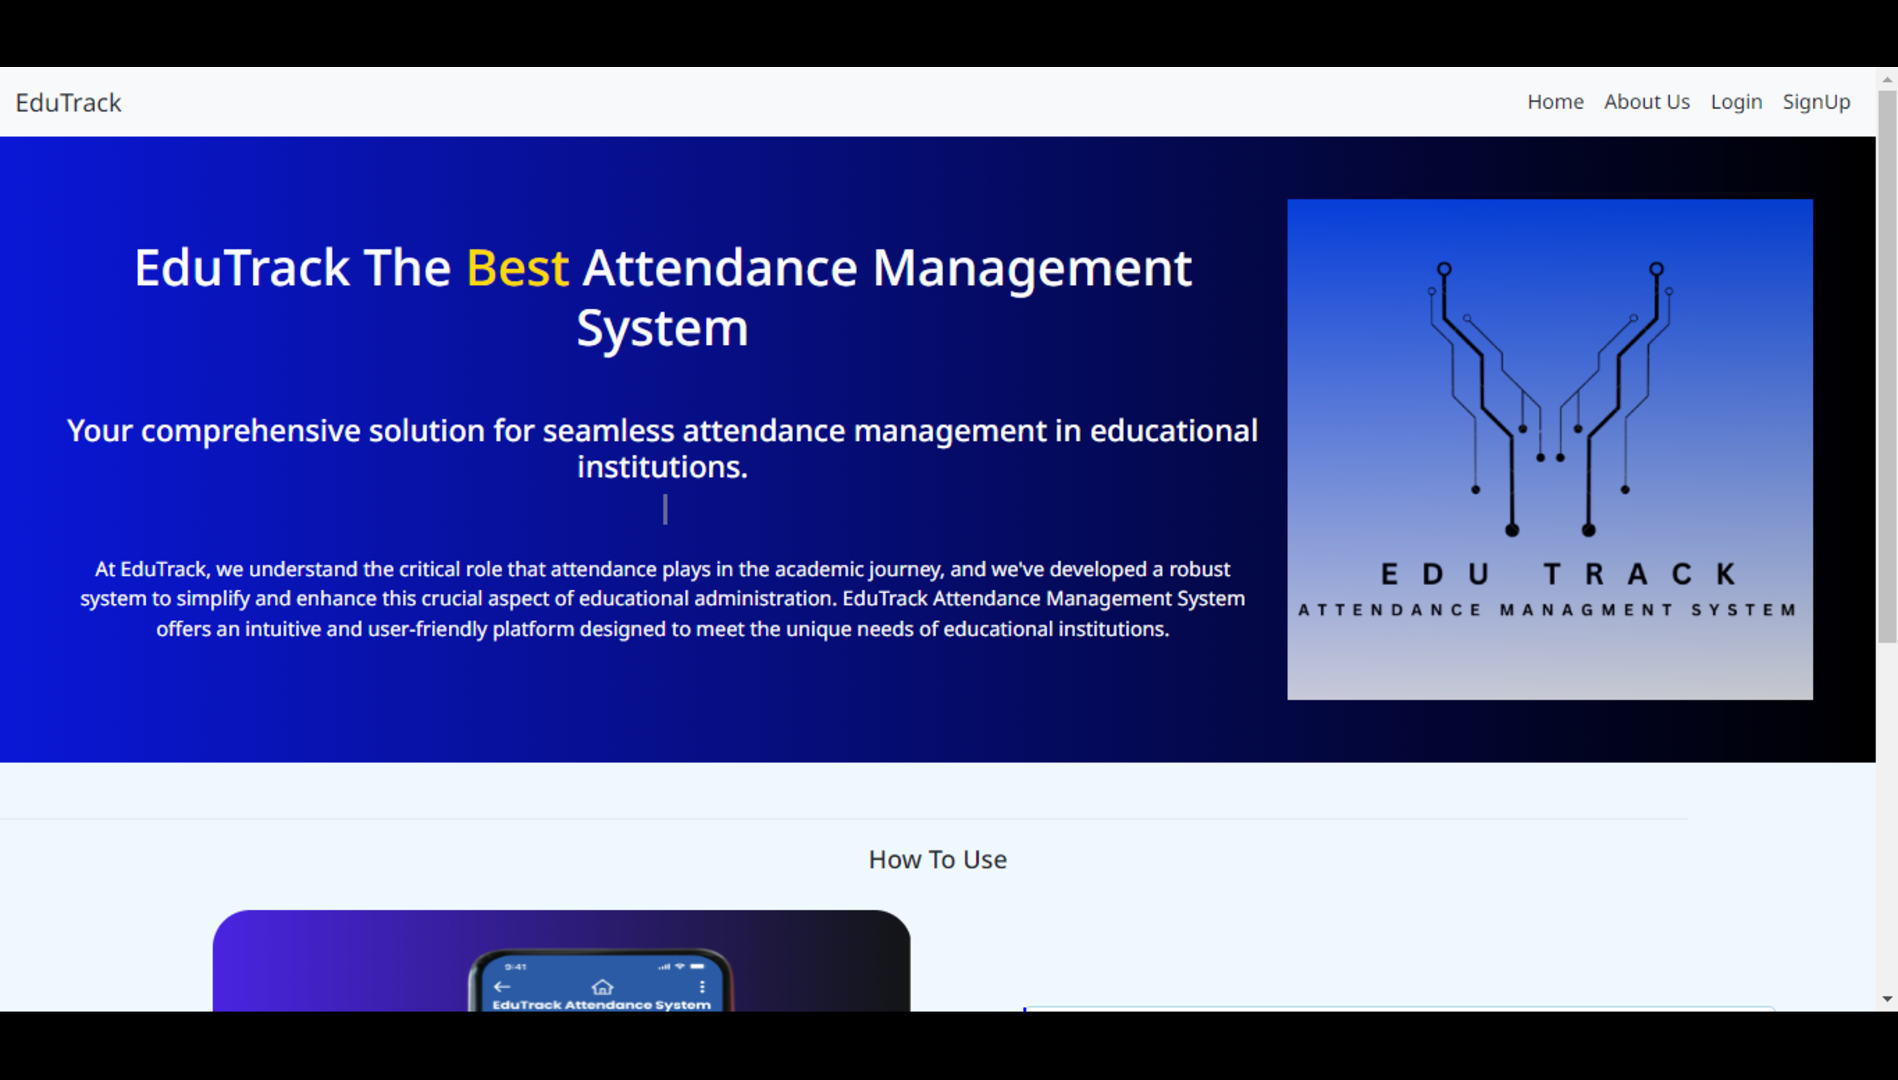 EduTrack
Home About Us Login SignUp
EduTrack The Best Attendance Management
System
Your comprehensive solution for seamless attendance management in educational
institutions.
At EduTrack, we understand the critical role that attendance plays in the academic journey, and we've developed a robust
system to simplify and enhance this crucial aspect of educational administration. EduTrack Attendance Management System
offers an intuitive and user-friendly platform designed to meet the unique needs of educational institutions.
EDU TRACK
ATTENDANCE MANAGMENT SYSTEM
How To Use
9:41
EduTrack Attendance System